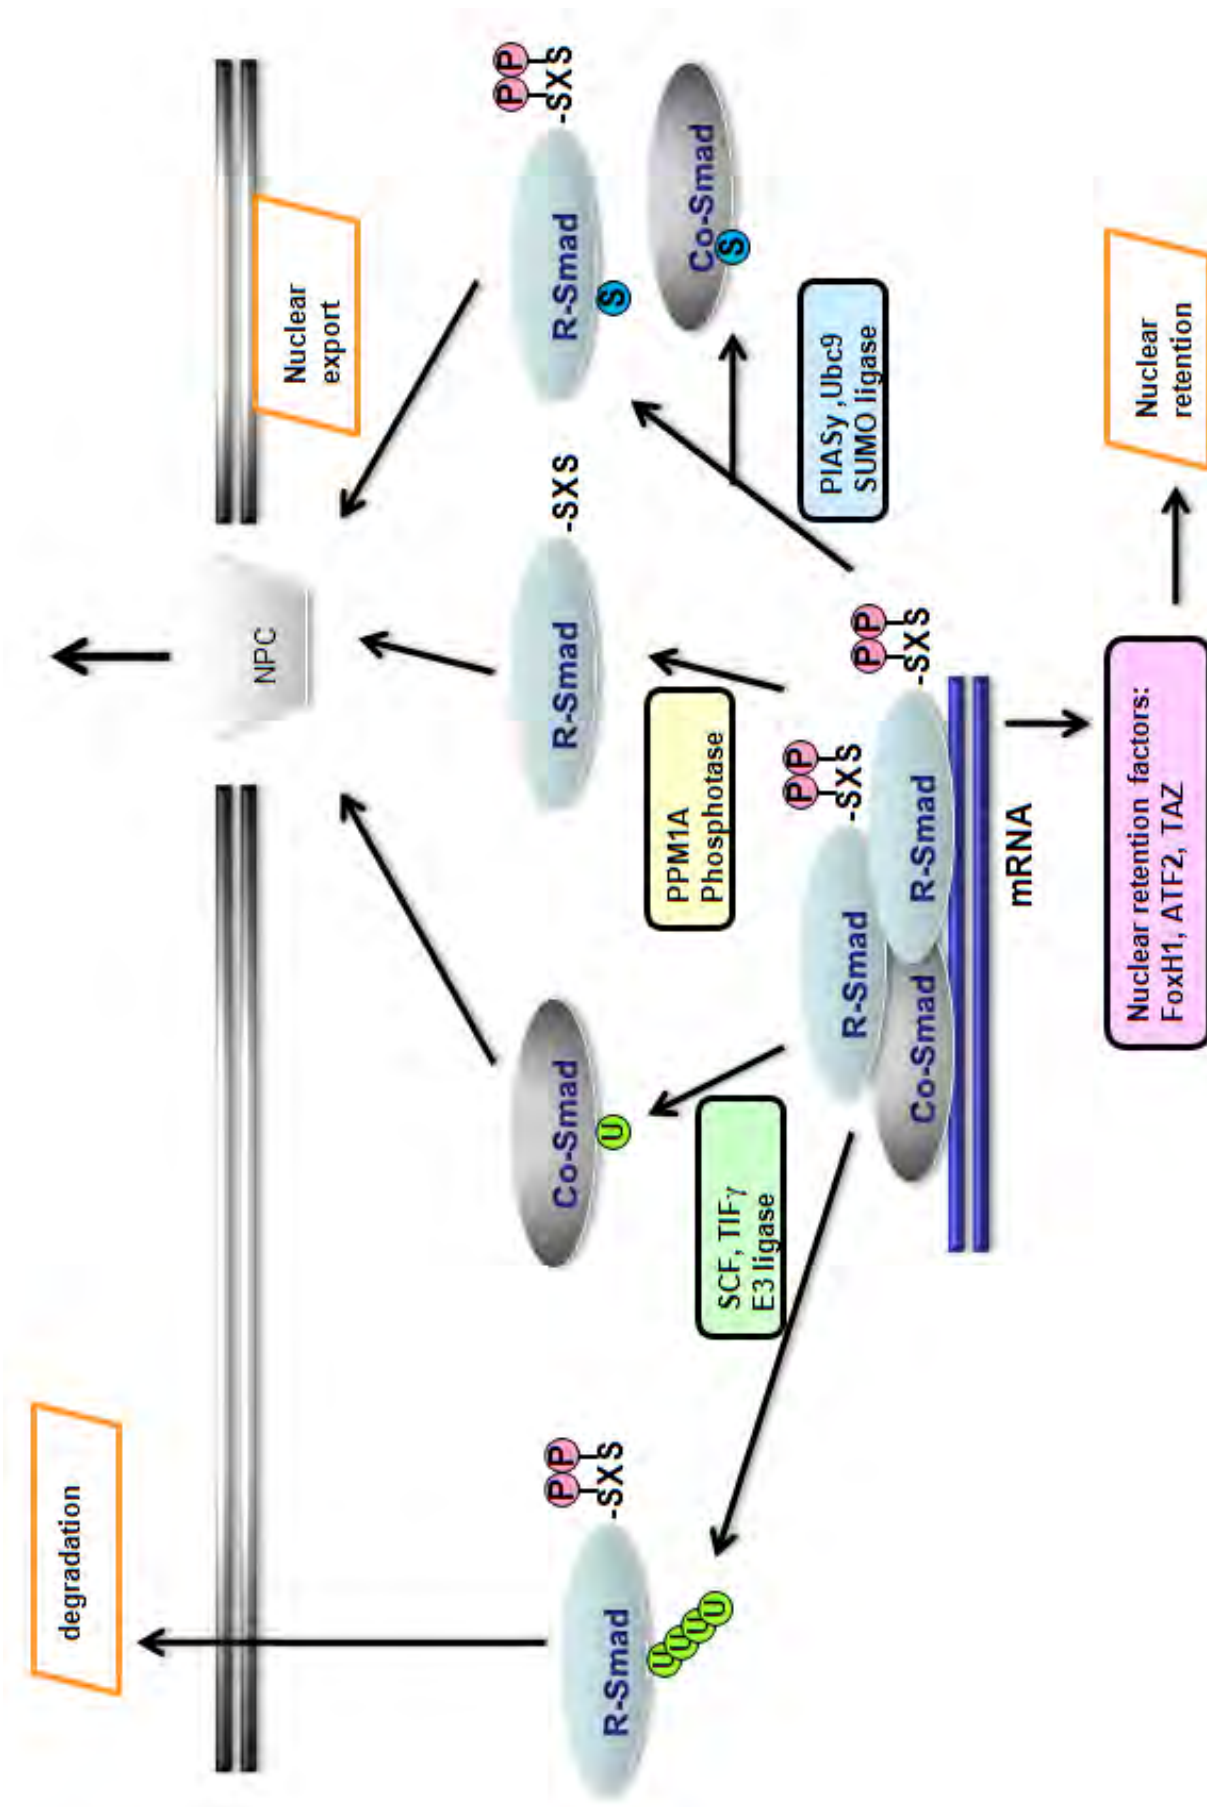 degradation
NPC
Nuclear
export
P P
-SXS
R-Smad
UUUU
Co-Smad
U
R-Smad
-SXS
P P
-SXS
R-Smad
S
Co-Smad
S
SCF, TIFγ
E3 ligase
PPM1A
Phosphotase
PIASy ,Ubc9
SUMO ligase
P P
-SXS
R-Smad
P P
-SXS
Co-Smad
R-Smad
mRNA
Nuclear retention factors:
FoxH1, ATF2, TAZ
Nuclear
retention